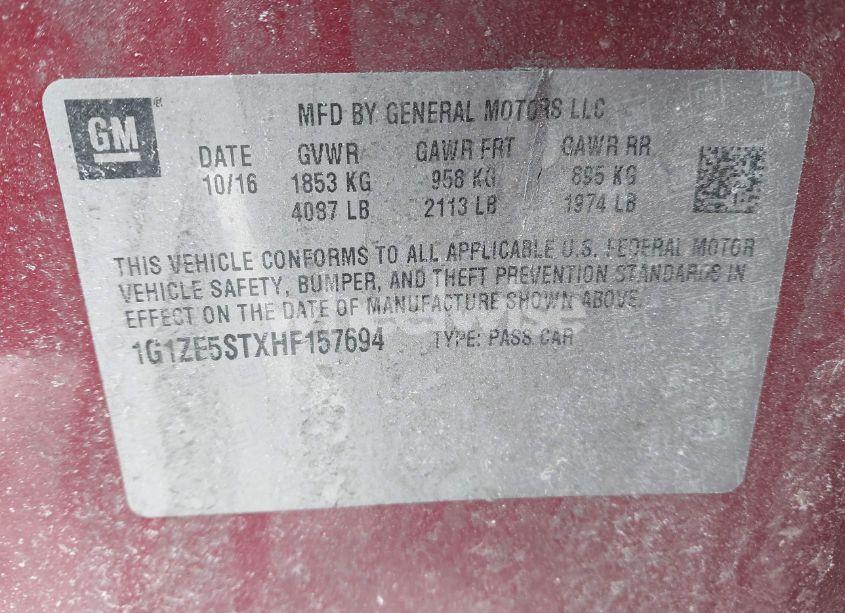 GM
MFD BY GENERAL MOTORS LLC
DATE GVWR GAWR FRT GAWR RR
10/16 1853 KG 958 KG 895 KG
4087 LB 2113 LB 1974 LB
THIS VEHICLE CONFORMS TO ALL APPLICABLE U.S. FEDERAL MOTOR
VEHICLE SAFETY, BUMPER, AND THEFT PREVENTION STANDARDS IN
EFFECT ON THE DATE OF MANUFACTURE SHOWN ABOVE.
1G1ZE5STXHF157694 TYPE: PASS CAR